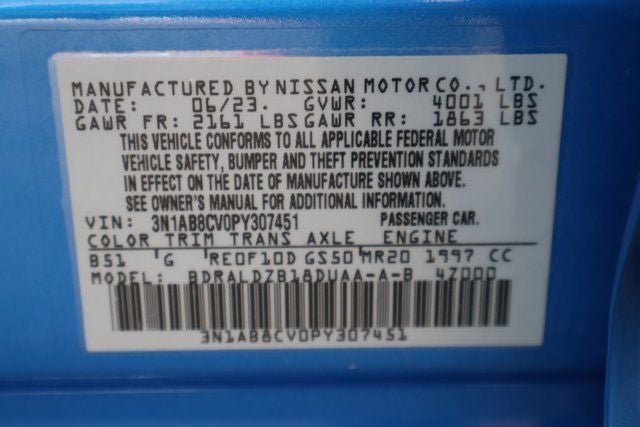 MANUFACTURED BY NISSAN MOTOR CO., LTD.
DATE: 06/23. GVWR: 4001 LBS
GAWR FR: 2161 LBS GAWR RR: 1863 LBS
THIS VEHICLE CONFORMS TO ALL APPLICABLE FEDERAL MOTOR
VEHICLE SAFETY, BUMPER AND THEFT PREVENTION STANDARDS
IN EFFECT ON THE DATE OF MANUFACTURE SHOWN ABOVE.
SEE OWNER'S MANUAL FOR ADDITIONAL INFORMATION.
VIN: 3N1AB8CV0PY307451 PASSENGER CAR.
COLOR TRIM TRANS AXLE ENGINE
B51 G RE0F10D GS50 MR20 1997 CC
MODEL: BDRALDZB18DUAA-A-B 4Z000
3N1AB8CV0PY307451